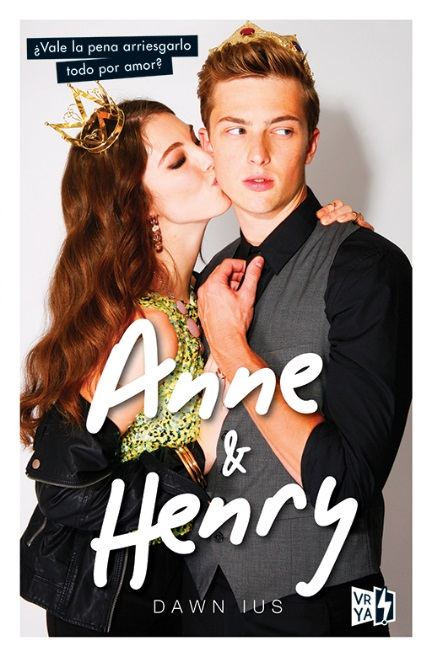 ¿Vale la pena arriesgarlo
todo por amor?
Anne
&
Henry
DAWN IUS
VR
YA